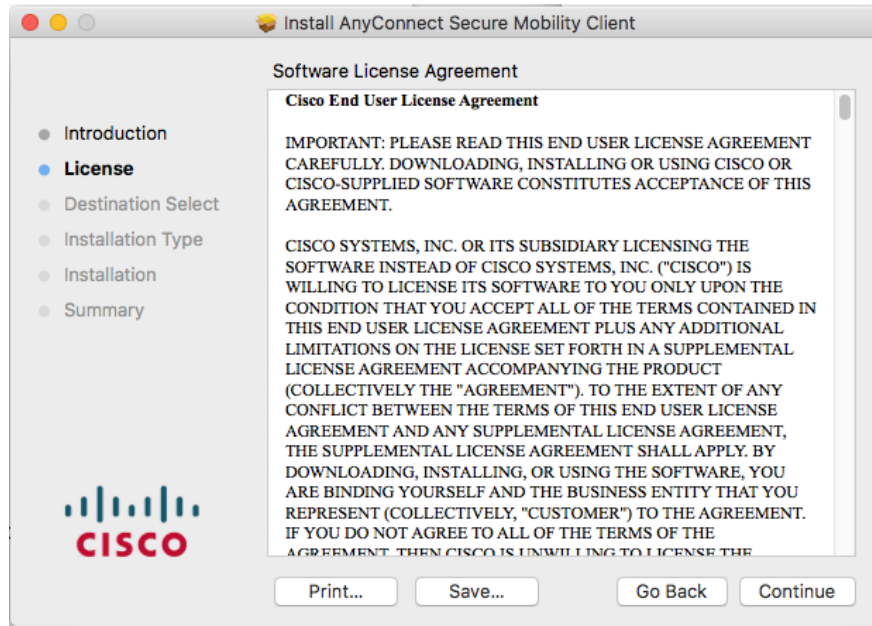 Install AnyConnect Secure Mobility Client
Software License Agreement
Introduction
License
Destination Select
Installation Type
Installation
Summary
Cisco End User License Agreement
IMPORTANT: PLEASE READ THIS END USER LICENSE AGREEMENT
CAREFULLY. DOWNLOADING, INSTALLING OR USING CISCO OR
CISCO-SUPPLIED SOFTWARE CONSTITUTES ACCEPTANCE OF THIS
AGREEMENT.
CISCO SYSTEMS, INC. OR ITS SUBSIDIARY LICENSING THE
SOFTWARE INSTEAD OF CISCO SYSTEMS, INC. ("CISCO") IS
WILLING TO LICENSE ITS SOFTWARE TO YOU ONLY UPON THE
CONDITION THAT YOU ACCEPT ALL OF THE TERMS CONTAINED IN
THIS END USER LICENSE AGREEMENT PLUS ANY ADDITIONAL
LIMITATIONS ON THE LICENSE SET FORTH IN A SUPPLEMENTAL
LICENSE AGREEMENT ACCOMPANYING THE PRODUCT
(COLLECTIVELY THE "AGREEMENT"). TO THE EXTENT OF ANY
CONFLICT BETWEEN THE TERMS OF THIS END USER LICENSE
AGREEMENT AND ANY SUPPLEMENTAL LICENSE AGREEMENT,
THE SUPPLEMENTAL LICENSE AGREEMENT SHALL APPLY. BY
DOWNLOADING, INSTALLING, OR USING THE SOFTWARE, YOU
ARE BINDING YOURSELF AND THE BUSINESS ENTITY THAT YOU
REPRESENT (COLLECTIVELY, "CUSTOMER") TO THE AGREEMENT.
IF YOU DO NOT AGREE TO ALL OF THE TERMS OF THE
AGREEMENT, THEN CISCO IS UNWILLING TO LICENSE THE
CISCO
Print...
Save...
Go Back
Continue